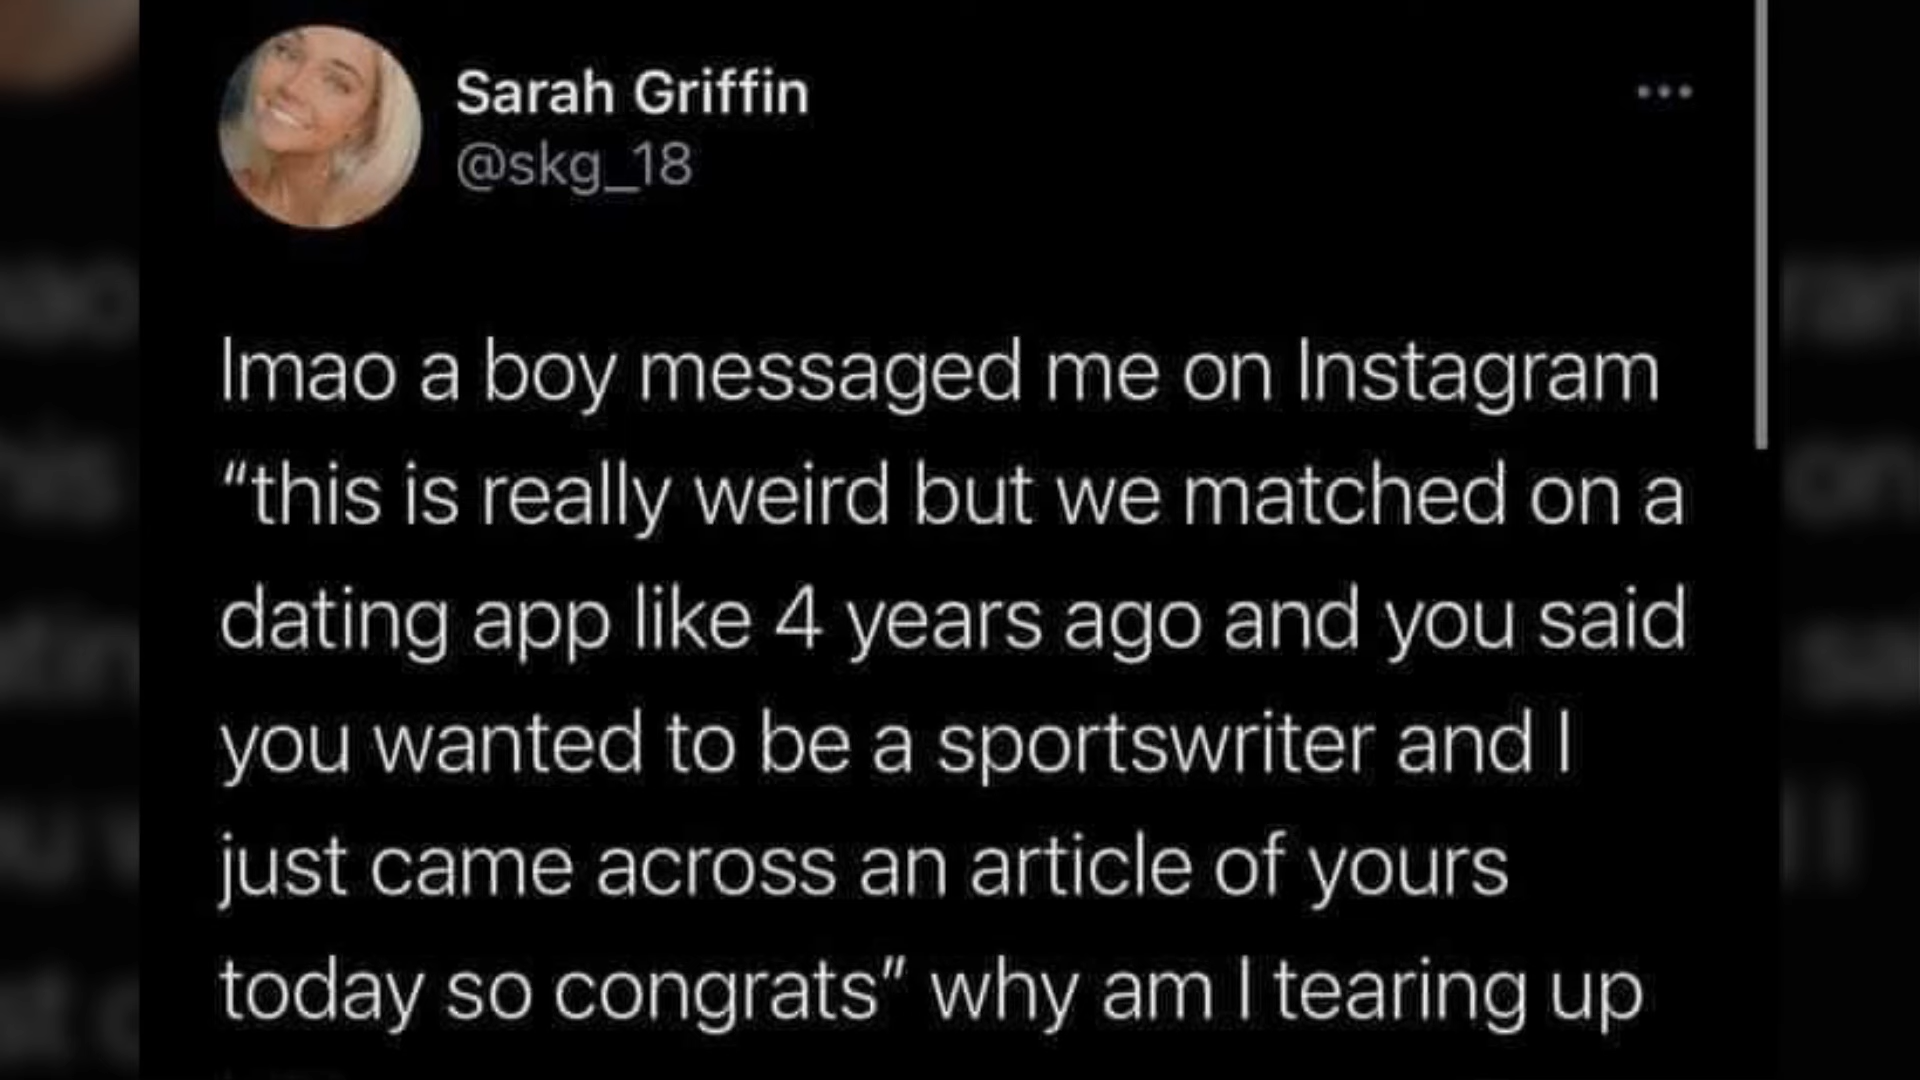 Sarah Griffin
@skg_18
lmao a boy messaged me on Instagram
“this is really weird but we matched on a
dating app like 4 years ago and you said
you wanted to be a sportswriter and I
just came across an article of yours
today so congrats” why am I tearing up